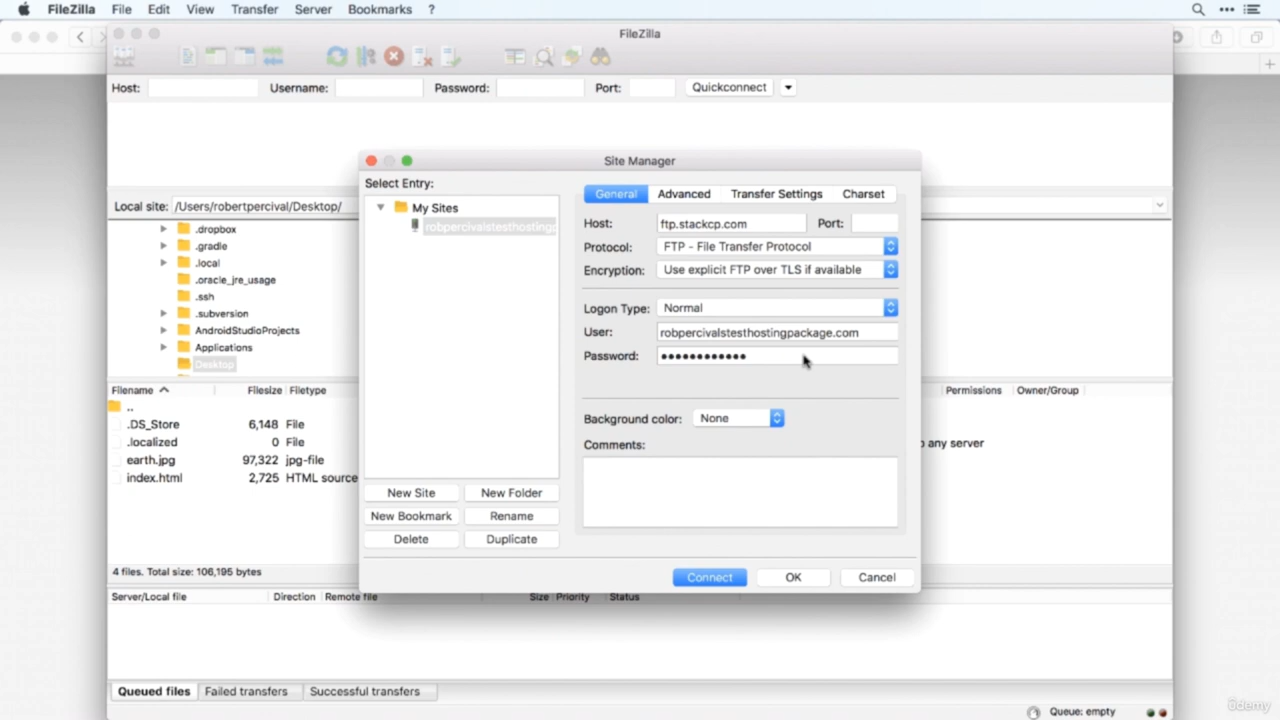 FileZilla File Edit View Transfer Server Bookmarks ?
FileZilla
Host: Username: Password: Port: Quickconnect
Site Manager
Select Entry:
My Sites
robpercivalstesthostingp
General Advanced Transfer Settings Charset
Host: ftp.stackcp.com Port:
Protocol: FTP - File Transfer Protocol
Encryption: Use explicit FTP over TLS if available
Logon Type: Normal
User: robpercivalstesthostingpackage.com
Password: ••••••••••••
Background color: None
Comments:
New Site New Folder
New Bookmark Rename
Delete Duplicate
Connect OK Cancel
Local site: /Users/robertpercival/Desktop/
.dropbox
.gradle
.local
.oracle_jre_usage
.ssh
.subversion
AndroidStudioProjects
Applications
Desktop
Filename Filesize Filetype
..
.DS_Store 6,148 File
.localized 0 File
earth.jpg 97,322 jpg-file
index.html 2,725 HTML source
Permissions Owner/Group
any server
4 files. Total size: 106,195 bytes
Server/Local file Direction Remote file Size Priority Status
Queued files Failed transfers Successful transfers
Queue: empty
ûdemy